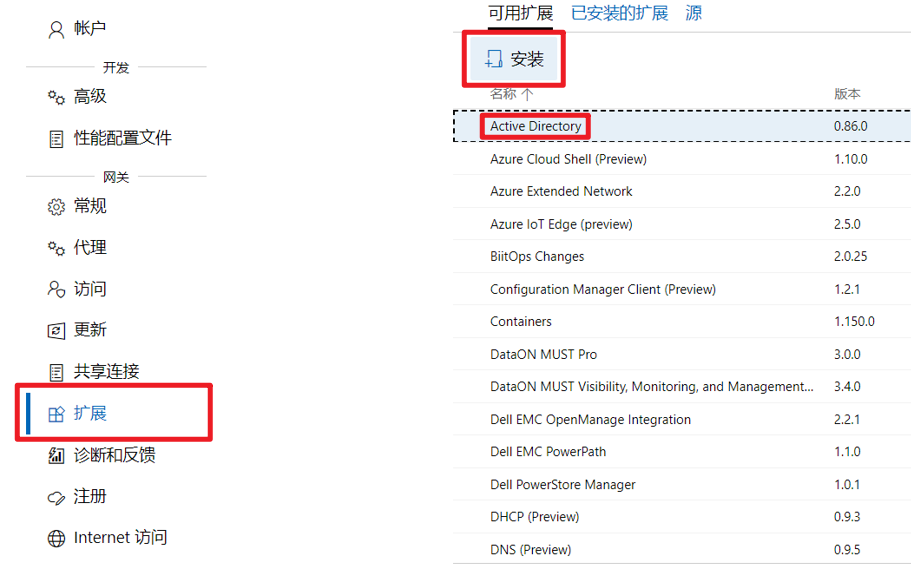 帐户
开发
高级
性能配置文件
网关
常规
代理
访问
更新
共享连接
扩展
诊断和反馈
注册
Internet 访问
可用扩展 已安装的扩展 源
安装
名称 ↑ 版本
Active Directory 0.86.0
Azure Cloud Shell (Preview) 1.10.0
Azure Extended Network 2.2.0
Azure IoT Edge (preview) 2.5.0
BiitOps Changes 2.0.25
Configuration Manager Client (Preview) 1.2.1
Containers 1.150.0
DataON MUST Pro 3.0.0
DataON MUST Visibility, Monitoring, and Management... 3.4.0
Dell EMC OpenManage Integration 2.2.1
Dell EMC PowerPath 1.1.0
Dell PowerStore Manager 1.0.1
DHCP (Preview) 0.9.3
DNS (Preview) 0.9.5